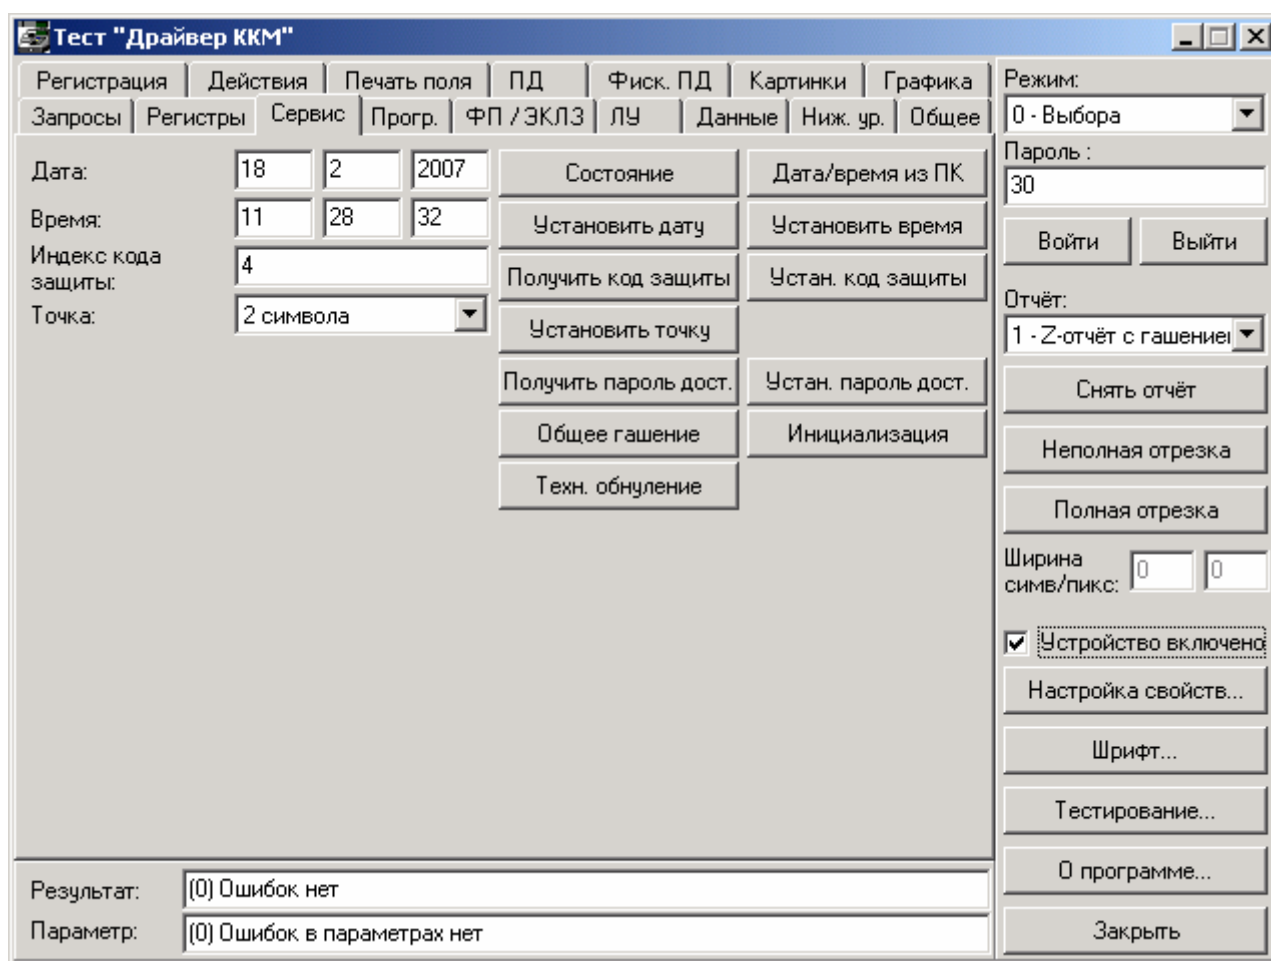 Тест "Драйвер ККМ"
Регистрация Действия Печать поля ПД Фиск. ПД Картинки Графика
Запросы Регистры Сервис Прогр. ФП / ЭКЛЗ ЛУ Данные Ниж. ур. Общее
Дата: 18 2 2007 Состояние Дата/время из ПК
Время: 11 28 32 Установить дату Установить время
Индекс кода
защиты: 4 Получить код защиты Устан. код защиты
Точка: 2 символа Установить точку
Получить пароль дост. Устан. пароль дост.
Общее гашение Инициализация
Техн. обнуление
Результат: (0) Ошибок нет
Параметр: (0) Ошибок в параметрах нет
Режим:
0 - Выбора
Пароль :
30
Войти Выйти
Отчёт:
1 - Z-отчёт с гашением
Снять отчёт
Неполная отрезка
Полная отрезка
Ширина
симв/пикс: 0 0
Устройство включено
Настройка свойств...
Шрифт...
Тестирование...
О программе...
Закрыть